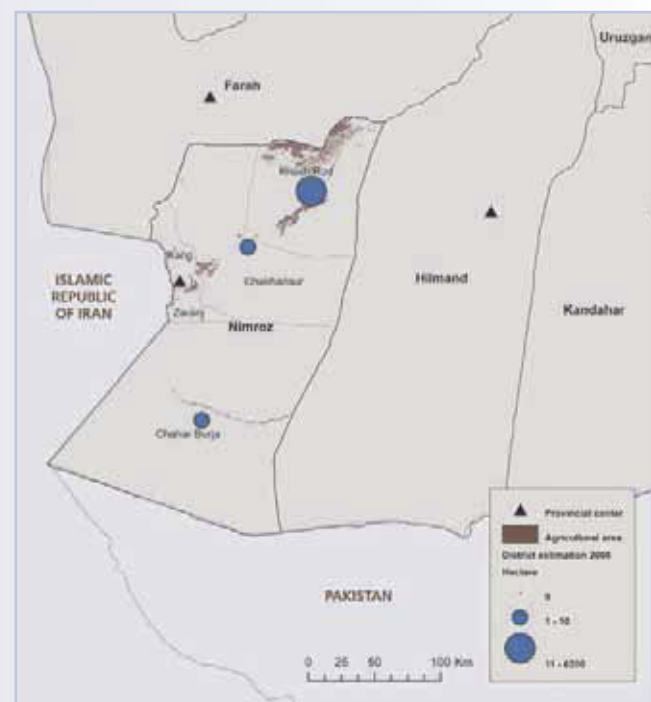 Uruzgan
Farah
Khash Rod
Kang
Chakhansur
Zaranj
ISLAMIC
REPUBLIC
OF IRAN
Hilmand
Nimroz
Kandahar
Chahar Burja
PAKISTAN
Provincial center
Agricultural area
District estimation
Hectare
0
1 - 10
11 -
0 25 50 100 Km